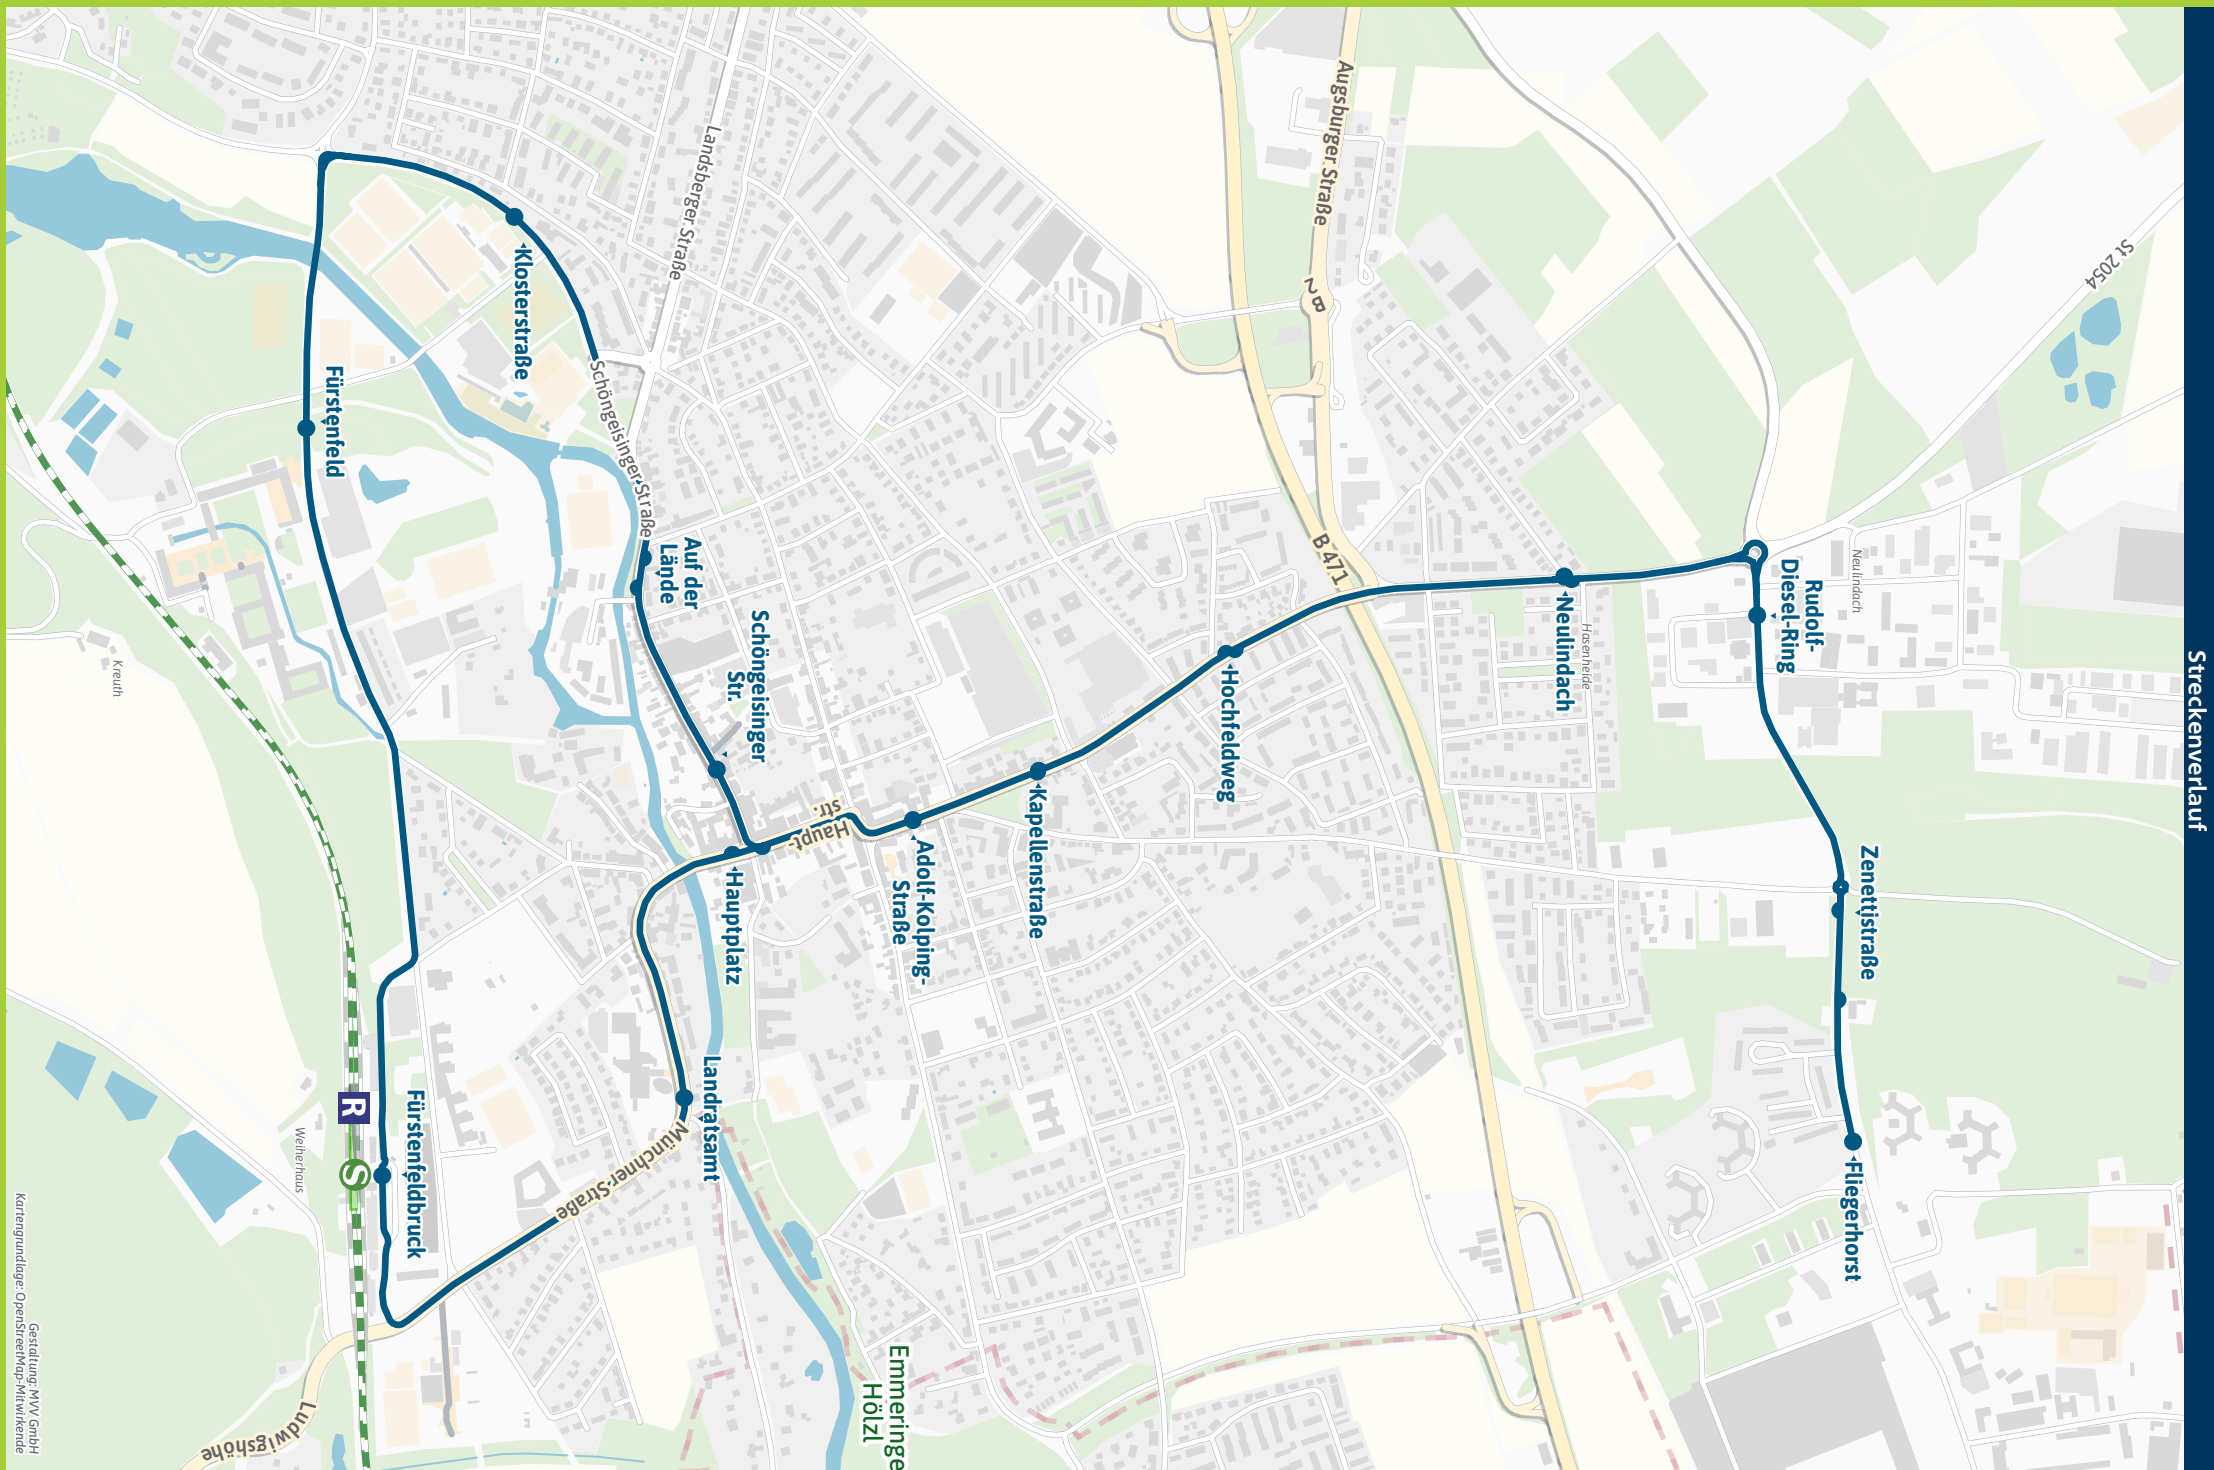 Streckenverlauf
St 2054
Augsburger Straße
B 2
B 471
Landsberger Straße
Neulindach
Rudolf-
Diesel-Ring
Hasenheide
Neulindach
Zenettistraße
Fliegerhorst
Hochfeldweg
Kapellenstraße
Adolf-Kolping-
Straße
Haupt-
str.
Hauptplatz
Schöngeisinger
Str.
Auf der
Lände
Schöngeisinger Straße
Klosterstraße
Fürstenfeld
Landratsamt
Münchner Straße
Fürstenfeldbruck
R
S
Kreuth
Weiherhaus
Ludwigshöhe
Emmeringe
Hölzl
Gestaltung: MVV GmbH
Kartengrundlage: OpenStreetMap-Mitwirkende